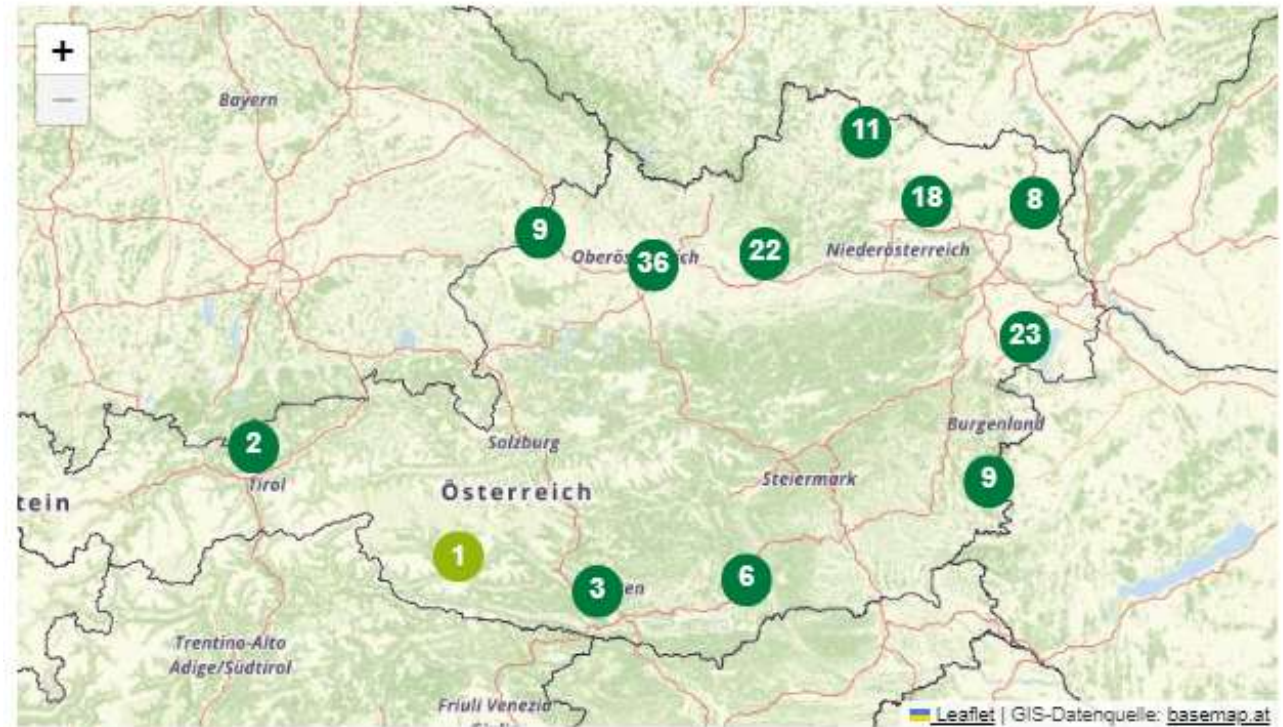 +
−
Bayern
11
18
8
9
Oberös
ich
36
22
Niederösterreich
23
2
Tirol
Salzburg
Burgenland
tein
Österreich
Steiermark
9
1
3
en
6
Trentino-Alto
Adige/Südtirol
Friuli Venezia
Leaflet | GIS-Datenquelle: basemap.at